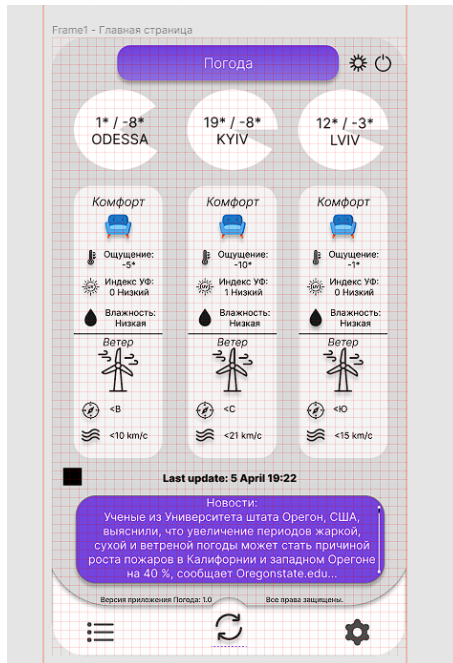 Frame1 - Главная страница
Погода
1* / -8*
ODESSA
19* / -8*
KYIV
12* / -3*
LVIV
Комфорт
Ощущение:
-5*
Индекс УФ:
0 Низкий
Влажность:
Низкая
Ветер
<В
<10 km/c
Комфорт
Ощущение:
-10*
Индекс УФ:
1 Низкий
Влажность:
Низкая
Ветер
<С
<21 km/c
Комфорт
Ощущение:
-1*
Индекс УФ:
0 Низкий
Влажность:
Низкая
Ветер
<Ю
<15 km/c
Last update: 5 April 19:22
Новости:
Ученые из Университета штата Орегон, США,
выяснили, что увеличение периодов жаркой,
сухой и ветреной погоды может стать причиной
роста пожаров в Калифорнии и западном Орегоне
на 40 %, сообщает Oregonstate.edu...
Версия приложения Погода: 1.0
Все права защищены.